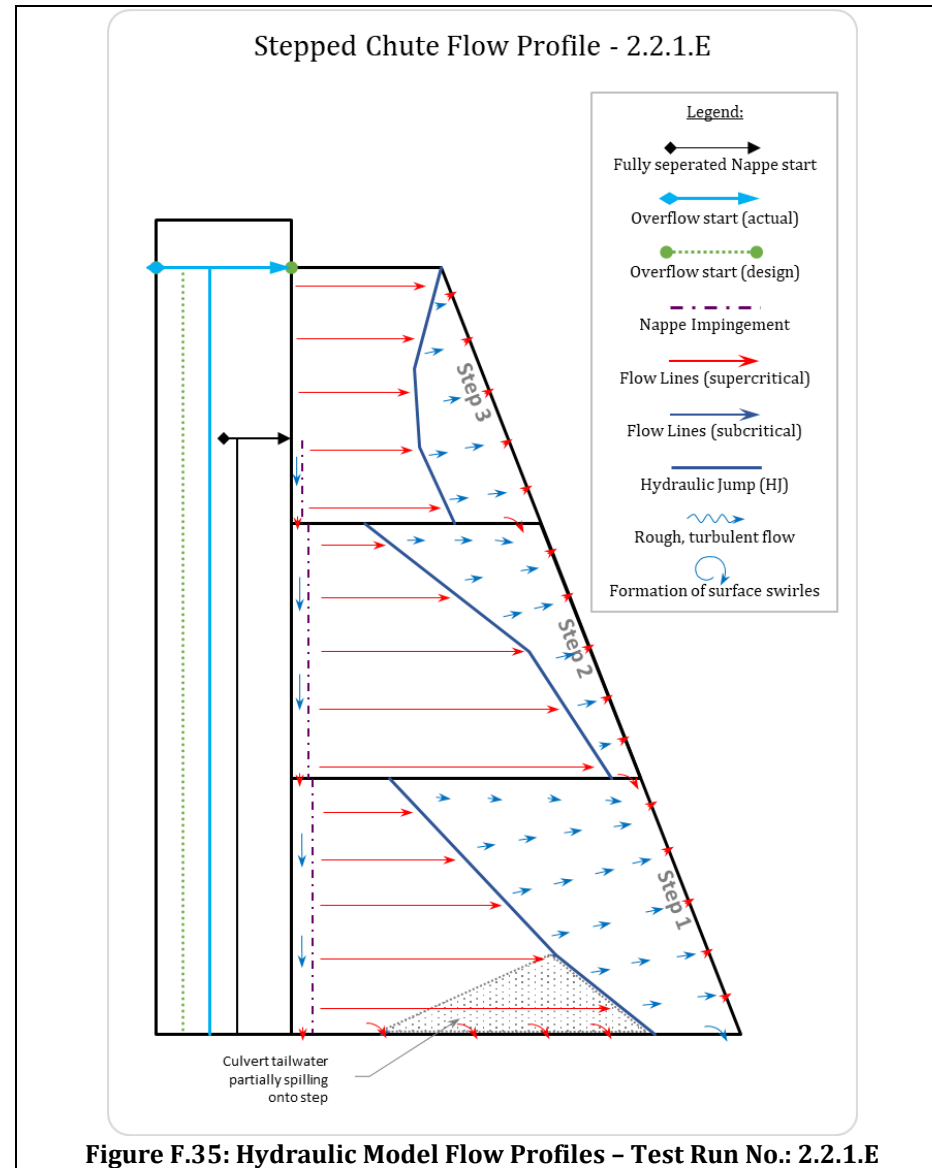 Stepped Chute Flow Profile - 2.2.1.E
Legend:
Fully seperated Nappe start
Overflow start (actual)
Overflow start (design)
Nappe Impingement
Flow Lines (supercritical)
Flow Lines (subcritical)
Hydraulic Jump (HJ)
Rough, turbulent flow
Formation of surface swirles
Step 3
Step 2
Step 1
Culvert tailwater
partially spilling
onto step
Figure F.35: Hydraulic Model Flow Profiles – Test Run No.: 2.2.1.E